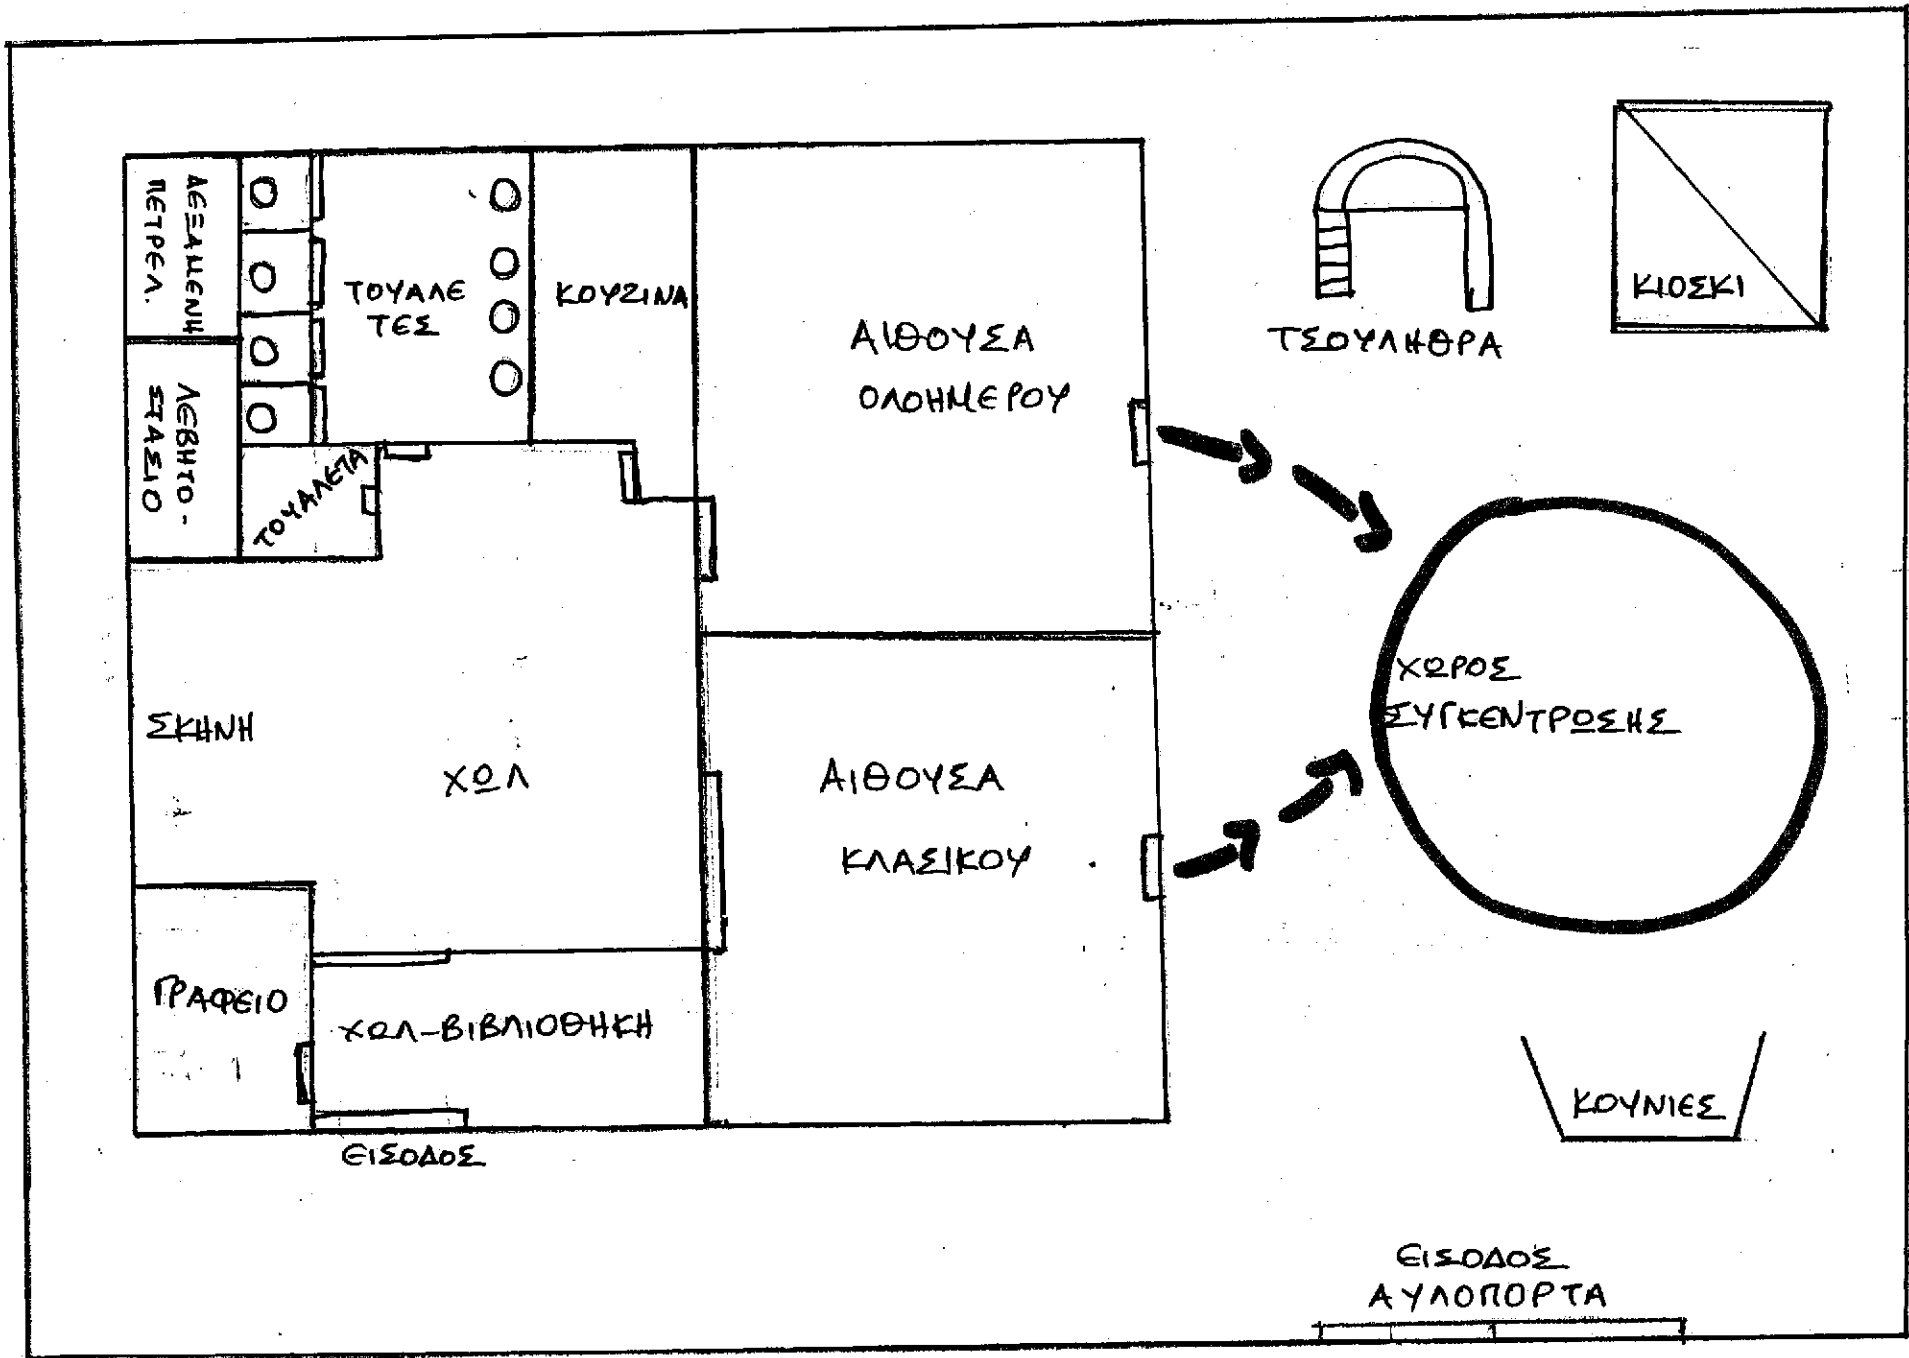 ΔΕΞΑΜΕΝΗ
ΠΕΤΡΕΛ.
ΤΟΥΑΛΕ
ΤΕΣ
ΚΟΥΖΙΝΑ
ΑΙΘΟΥΣΑ
ΟΛΟΗΜΕΡΟΥ
ΤΣΟΥΛΗΘΡΑ
ΚΙΟΣΚΙ
ΛΕΒΗΤΟ-
ΣΤΑΣΙΟ
ΤΟΥΑΛΕΤΑ
ΣΚΗΝΗ
ΧΩΛ
ΑΙΘΟΥΣΑ
ΚΛΑΣΙΚΟΥ
ΧΩΡΟΣ
ΣΥΓΚΕΝΤΡΩΣΗΣ
ΓΡΑΦΕΙΟ
ΧΩΛ-ΒΙΒΛΙΟΘΗΚΗ
ΕΙΣΟΔΟΣ
ΚΟΥΝΙΕΣ
ΕΙΣΟΔΟΣ
ΑΥΛΟΠΟΡΤΑ